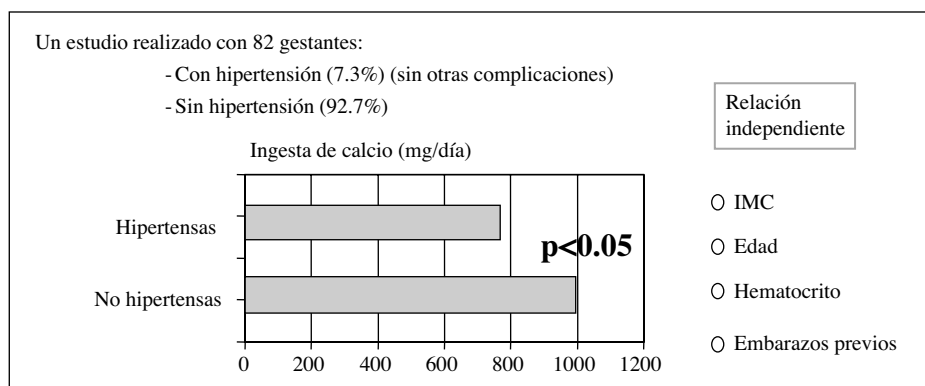 Un estudio realizado con 82 gestantes:
- Con hipertensión (7.3%) (sin otras complicaciones)
- Sin hipertensión (92.7%)
Relación
independiente
Ingesta de calcio (mg/día)
Hipertensas
No hipertensas
p<0.05
0 200 400 600 800 1000 1200
IMC
Edad
Hematocrito
Embarazos previos